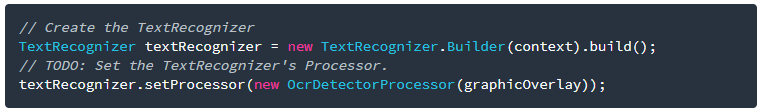 // Create the TextRecognizer
TextRecognizer textRecognizer = new TextRecognizer.Builder(context).build();
// TODO: Set the TextRecognizer's Processor.
textRecognizer.setProcessor(new OcrDetectorProcessor(graphicOverlay));